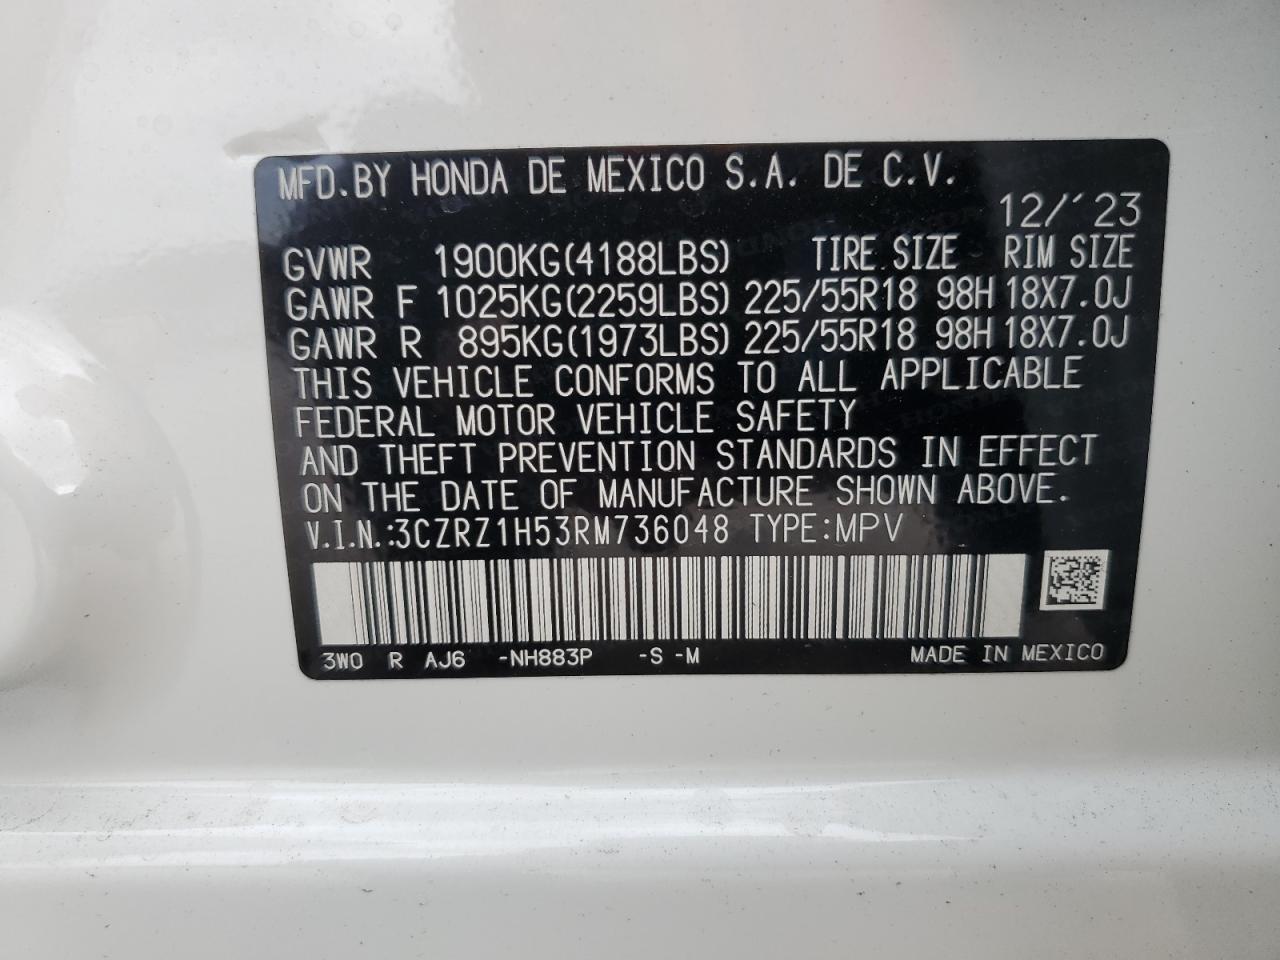 MFD.BY HONDA DE MEXICO S.A. DE C.V.
12/´23
GVWR 1900KG(4188LBS) TIRE SIZE RIM SIZE
GAWR F 1025KG(2259LBS) 225/55R18 98H 18X7.0J
GAWR R 895KG(1973LBS) 225/55R18 98H 18X7.0J
THIS VEHICLE CONFORMS TO ALL APPLICABLE
FEDERAL MOTOR VEHICLE SAFETY
AND THEFT PREVENTION STANDARDS IN EFFECT
ON THE DATE OF MANUFACTURE SHOWN ABOVE.
V.I.N.:3CZRZ1H53RM736048 TYPE:MPV
3W0 R AJ6 -NH883P -S -M MADE IN MEXICO